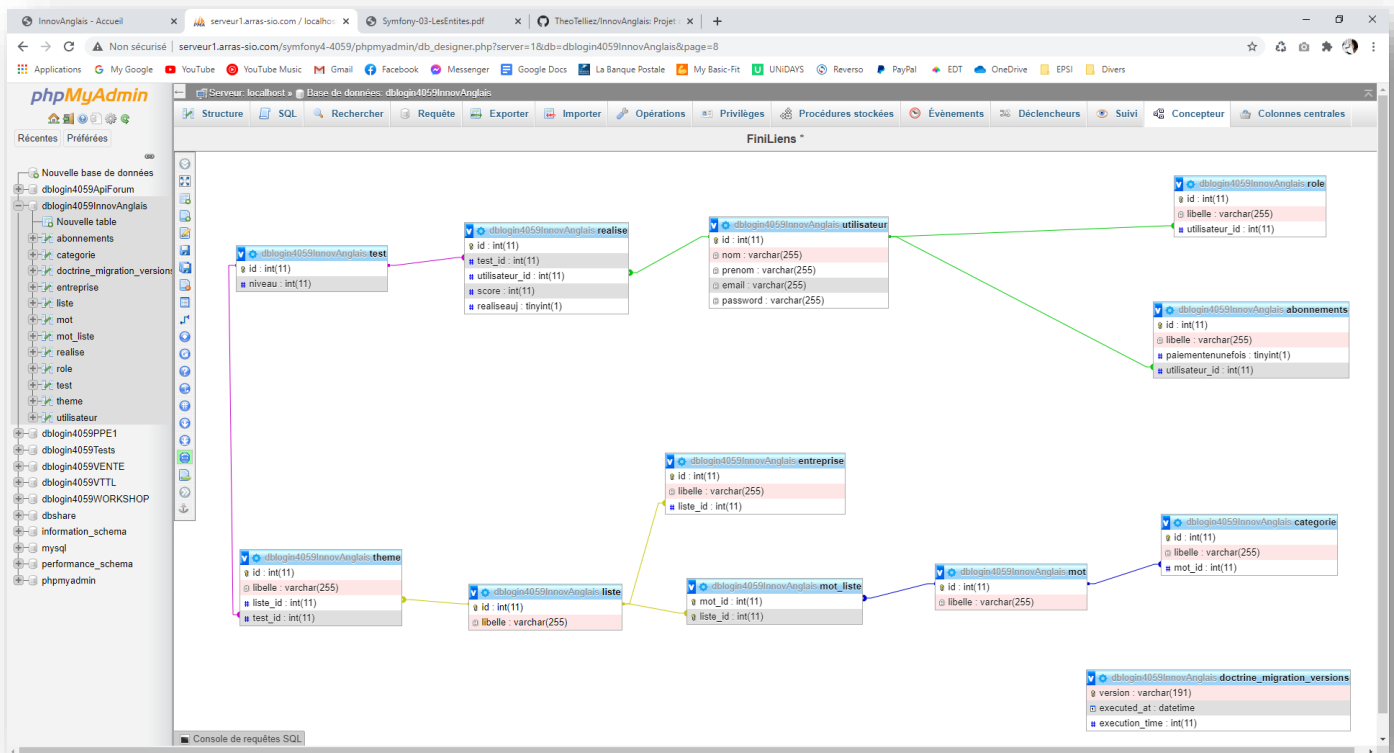 InnovAnglais - Accueil
serveur1.arras-sio.com / localhos
Symfony-03-LesEntites.pdf
TheoTelliez/InnovAnglais: Projet
Non sécurisé
serveur1.arras-sio.com/symfony4-4059/phpmyadmin/db_designer.php?server=1&db=dblogin4059InnovAnglais&page=8
Applications My Google YouTube YouTube Music Gmail Facebook Messenger Google Docs La Banque Postale My Basic-Fit UNiDAYS Reverso PayPal EDT OneDrive EPSI Divers
phpMyAdmin
Récentes Préférées
Nouvelle base de données
dblogin4059ApiForum
dblogin4059InnovAnglais
Nouvelle table
abonnements
categorie
doctrine_migration_versions
entreprise
liste
mot
mot_liste
realise
role
test
theme
utilisateur
dblogin4059PPE1
dblogin4059Tests
dblogin4059VENTE
dblogin4059VTTL
dblogin4059WORKSHOP
dbshare
information_schema
mysql
performance_schema
phpmyadmin
Serveur: localhost » Base de données: dblogin4059InnovAnglais
Structure SQL Rechercher Requête Exporter Importer Opérations Privilèges Procédures stockées Évènements Déclencheurs Suivi Concepteur Colonnes centrales
FiniLiens *
dblogin4059InnovAnglais test
id : int(11)
niveau : int(11)
dblogin4059InnovAnglais realise
id : int(11)
test_id : int(11)
utilisateur_id : int(11)
score : int(11)
realiseauj : tinyint(1)
dblogin4059InnovAnglais utilisateur
id : int(11)
nom : varchar(255)
prenom : varchar(255)
email : varchar(255)
password : varchar(255)
dblogin4059InnovAnglais role
id : int(11)
libelle : varchar(255)
utilisateur_id : int(11)
dblogin4059InnovAnglais abonnements
id : int(11)
libelle : varchar(255)
paiementenunefois : tinyint(1)
utilisateur_id : int(11)
dblogin4059InnovAnglais entreprise
id : int(11)
libelle : varchar(255)
liste_id : int(11)
dblogin4059InnovAnglais theme
id : int(11)
libelle : varchar(255)
liste_id : int(11)
test_id : int(11)
dblogin4059InnovAnglais liste
id : int(11)
libelle : varchar(255)
dblogin4059InnovAnglais mot_liste
mot_id : int(11)
liste_id : int(11)
dblogin4059InnovAnglais mot
id : int(11)
libelle : varchar(255)
dblogin4059InnovAnglais categorie
id : int(11)
libelle : varchar(255)
mot_id : int(11)
dblogin4059InnovAnglais doctrine_migration_versions
version : varchar(191)
executed_at : datetime
execution_time : int(11)
Console de requêtes SQL